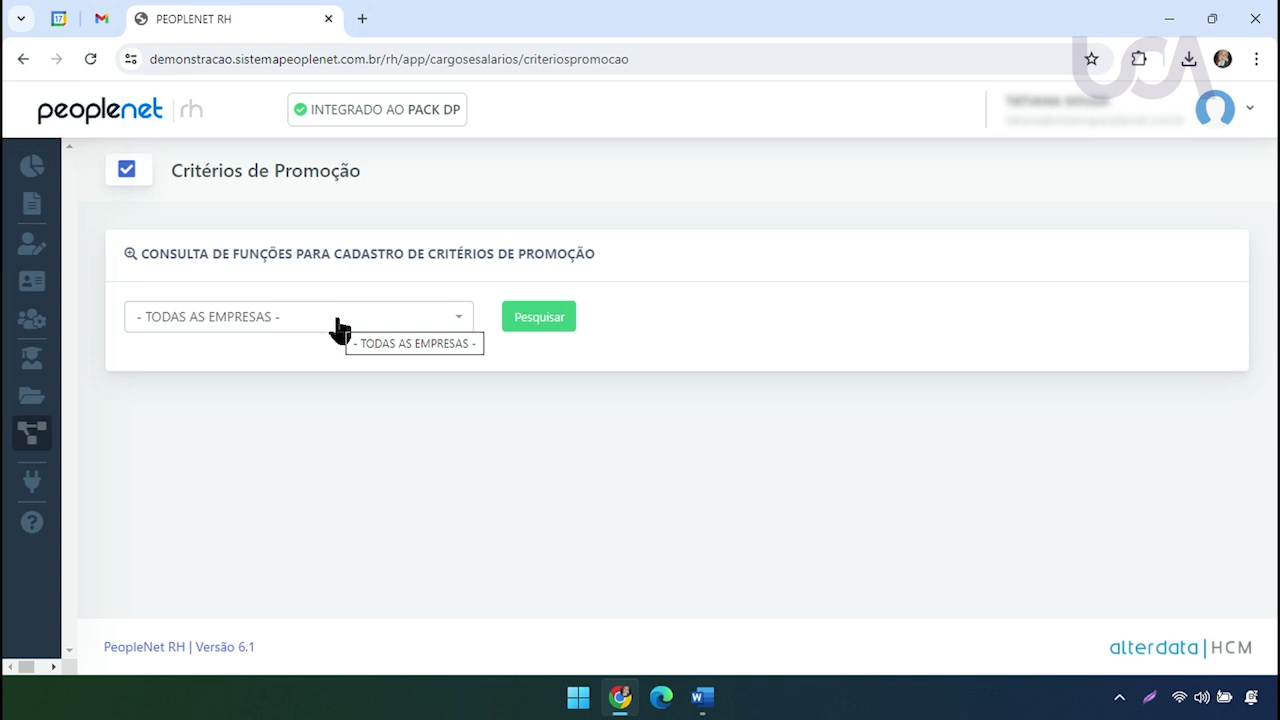 PEOPLENET RH
demonstracao.sistemapeoplenet.com.br/rh/app/cargosesalarios/criteriospromocao
bca
peoplenet | rh
INTEGRADO AO PACK DP
Critérios de Promoção
CONSULTA DE FUNÇÕES PARA CADASTRO DE CRITÉRIOS DE PROMOÇÃO
- TODAS AS EMPRESAS -
Pesquisar
- TODAS AS EMPRESAS -
PeopleNet RH | Versão 6.1
alterdata | HCM